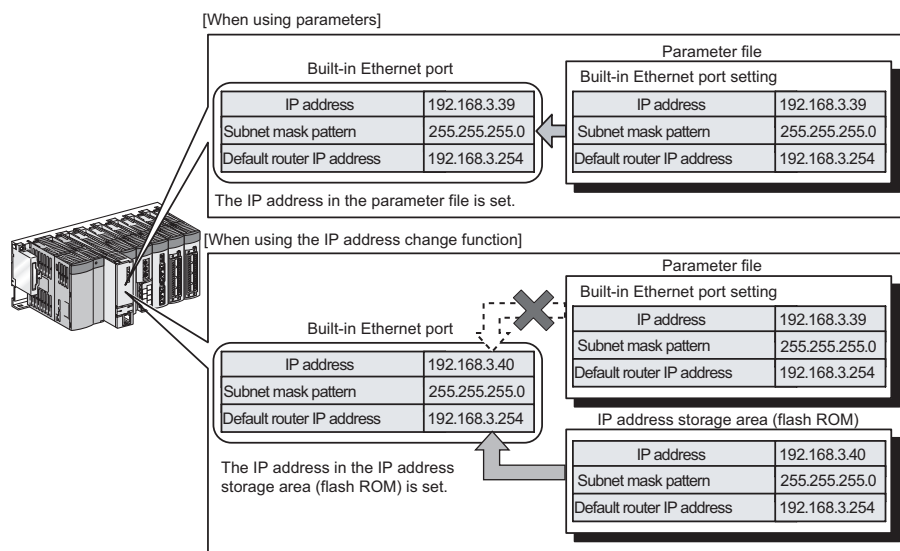 [When using parameters]
Parameter file
Built-in Ethernet port
Built-in Ethernet port setting
IP address 192.168.3.39
IP address 192.168.3.39
Subnet mask pattern 255.255.255.0
Subnet mask pattern 255.255.255.0
Default router IP address 192.168.3.254
Default router IP address 192.168.3.254
The IP address in the parameter file is set.
[When using the IP address change function]
Parameter file
Built-in Ethernet port setting
IP address 192.168.3.39
Subnet mask pattern 255.255.255.0
Default router IP address 192.168.3.254
Built-in Ethernet port
IP address 192.168.3.40
Subnet mask pattern 255.255.255.0
Default router IP address 192.168.3.254
IP address storage area (flash ROM)
IP address 192.168.3.40
Subnet mask pattern 255.255.255.0
Default router IP address 192.168.3.254
The IP address in the IP address
storage area (flash ROM) is set.